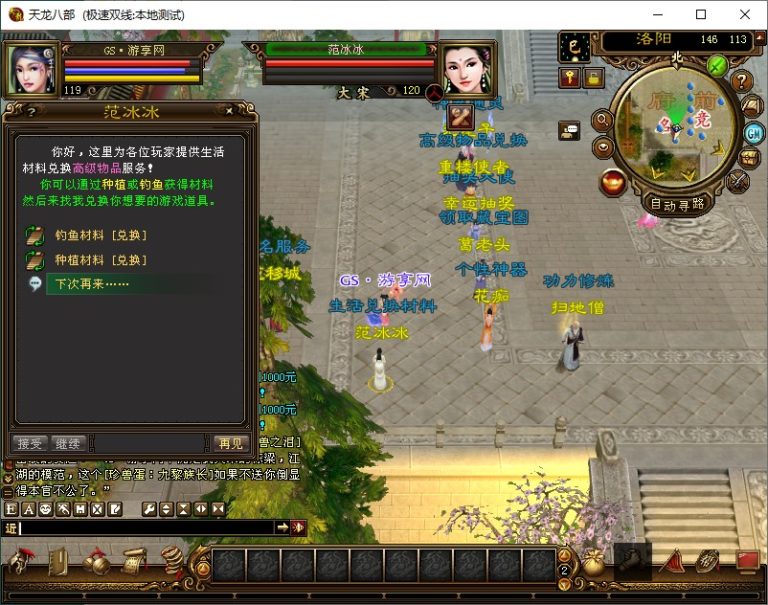 天龙八部 (极速双线:本地测试)
GS·游享网
119
范冰冰
大宋
120
洛阳
146 113
北
自动寻路
GM
范冰冰
你好，这里为各位玩家提供生活
材料兑换高级物品服务!
你可以通过种植或钓鱼获得材料
然后来找我兑换你想要的游戏道具。
钓鱼材料 [兑换]
种植材料 [兑换]
下次再来……
接受
继续
再见
高级物品兑换
重楼使者
幸运抽奖
领取藏宝图
葛老头
个性神器
花痴
名服务
GS·游享网
生活兑换材料
范冰冰
功力修炼
扫地僧
1000元
1000元
湖的模范，这个[珍兽蛋：九黎族长]如果不送你倒显
得本官不公了。”
近
2